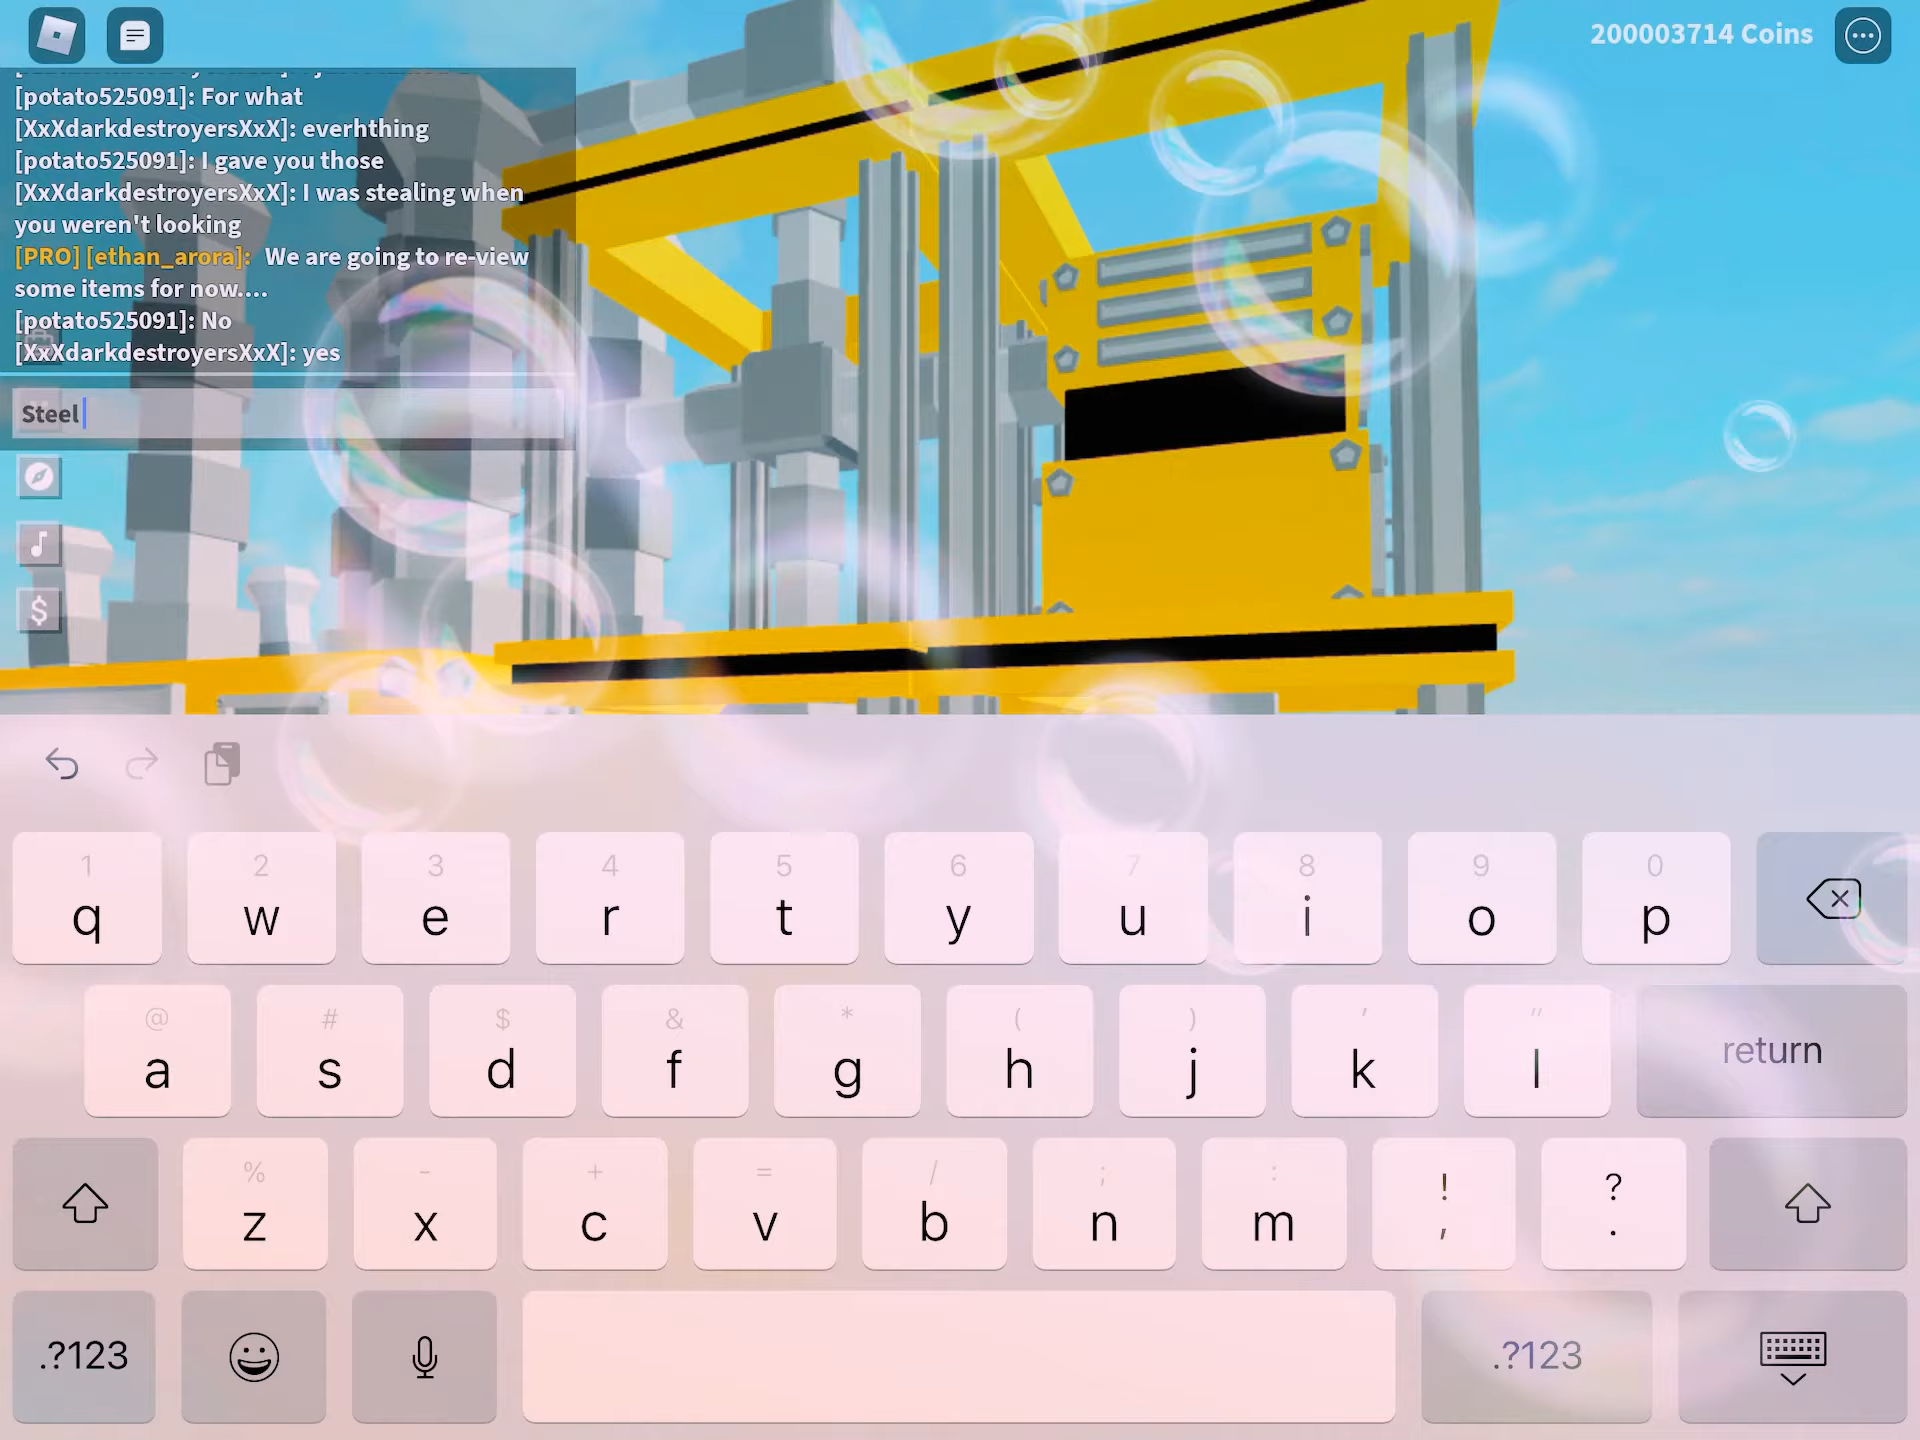 200003714 Coins
[potato525091]: For what
[XxXdarkdestroyersXxX]: everhthing
[potato525091]: I gave you those
[XxXdarkdestroyersXxX]: I was stealing when
you weren't looking
[PRO] [ethan_arora]: We are going to re-view
some items for now....
[potato525091]: No
[XxXdarkdestroyersXxX]: yes
Steel
$
1 2 3 4 5 6 7 8 9 0
q w e r t y u i o p
@ # $ & * ( ) ' "
a s d f g h j k l return
% - + = / ; : ! ?
z x c v b n m , .
.?123 .?123